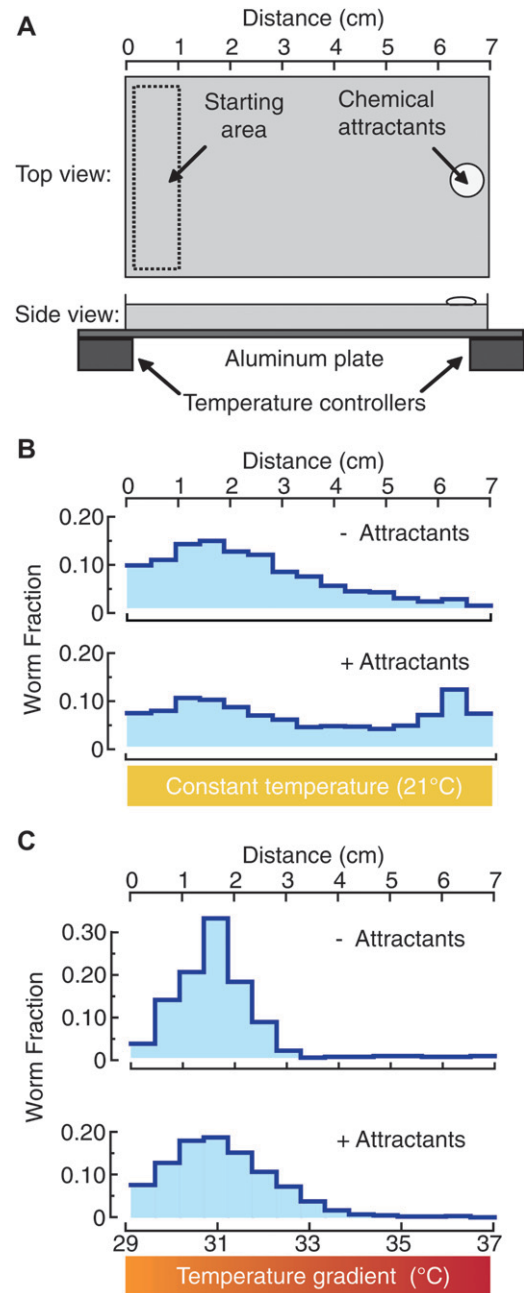 A
Distance (cm)
0 1 2 3 4 5 6 7
Starting area
Chemical attractants
Top view:
Side view:
Aluminum plate
Temperature controllers
B
Distance (cm)
0 1 2 3 4 5 6 7
0.20
- Attractants
0.10
0
Worm Fraction
0.20
+ Attractants
0.10
0
Constant temperature (21°C)
C
Distance (cm)
0 1 2 3 4 5 6 7
0.30
- Attractants
0.20
0.10
0
Worm Fraction
0.20
+ Attractants
0.10
0
29 31 33 35 37
Temperature gradient (°C)